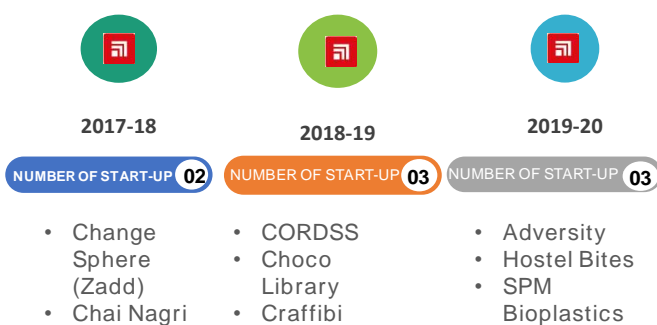 2017-18
NUMBER OF START-UP 02
• Change
Sphere
(Zadd)
• Chai Nagri
2018-19
NUMBER OF START-UP 03
• CORDSS
• Choco
Library
• Craffibi
2019-20
NUMBER OF START-UP 03
• Adversity
• Hostel Bites
• SPM
Bioplastics